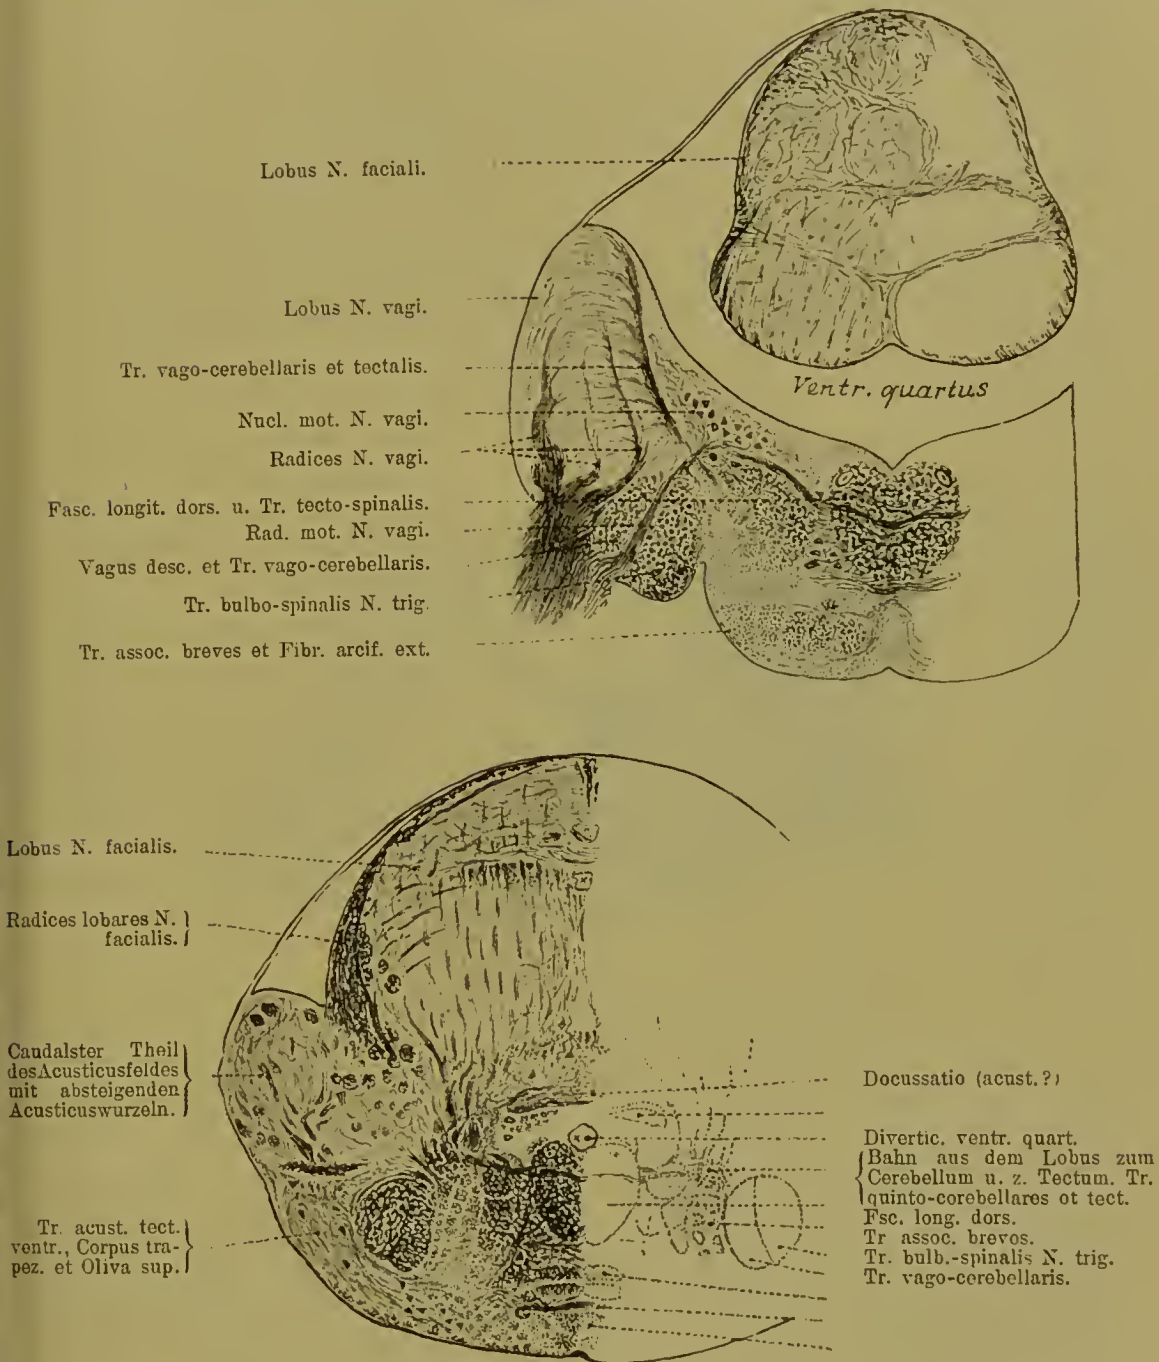 Lobus N. faciali.
Lobus N. vagi.
Tr. vago-cerebellaris et tectalis.
Ventr. quartus
Nucl. mot. N. vagi.
Radices N. vagi.
Fasc. longit. dors. u. Tr. tecto-spinalis.
Rad. mot. N. vagi.
Vagus desc. et Tr. vago-cerebellaris.
Tr. bulbo-spinalis N. trig.
Tr. assoc. breves et Fibr. arcif. ext.
Lobus N. facialis.
Radices lobares N.
facialis.
Caudalster Theil
desAcusticusfeldes
mit absteigenden
Acusticuswurzeln.
Tr. acust. tect.
ventr., Corpus tra-
pez. et Oliva sup.
Docussatio (acust.?)
Divertic. ventr. quart.
Bahn aus dem Lobus zum
Cerebellum u. z. Tectum. Tr.
quinto-corebellares ot tect.
Fsc. long. dors.
Tr assoc. brevos.
Tr. bulb.-spinalis N. trig.
Tr. vago-cerebellaris.